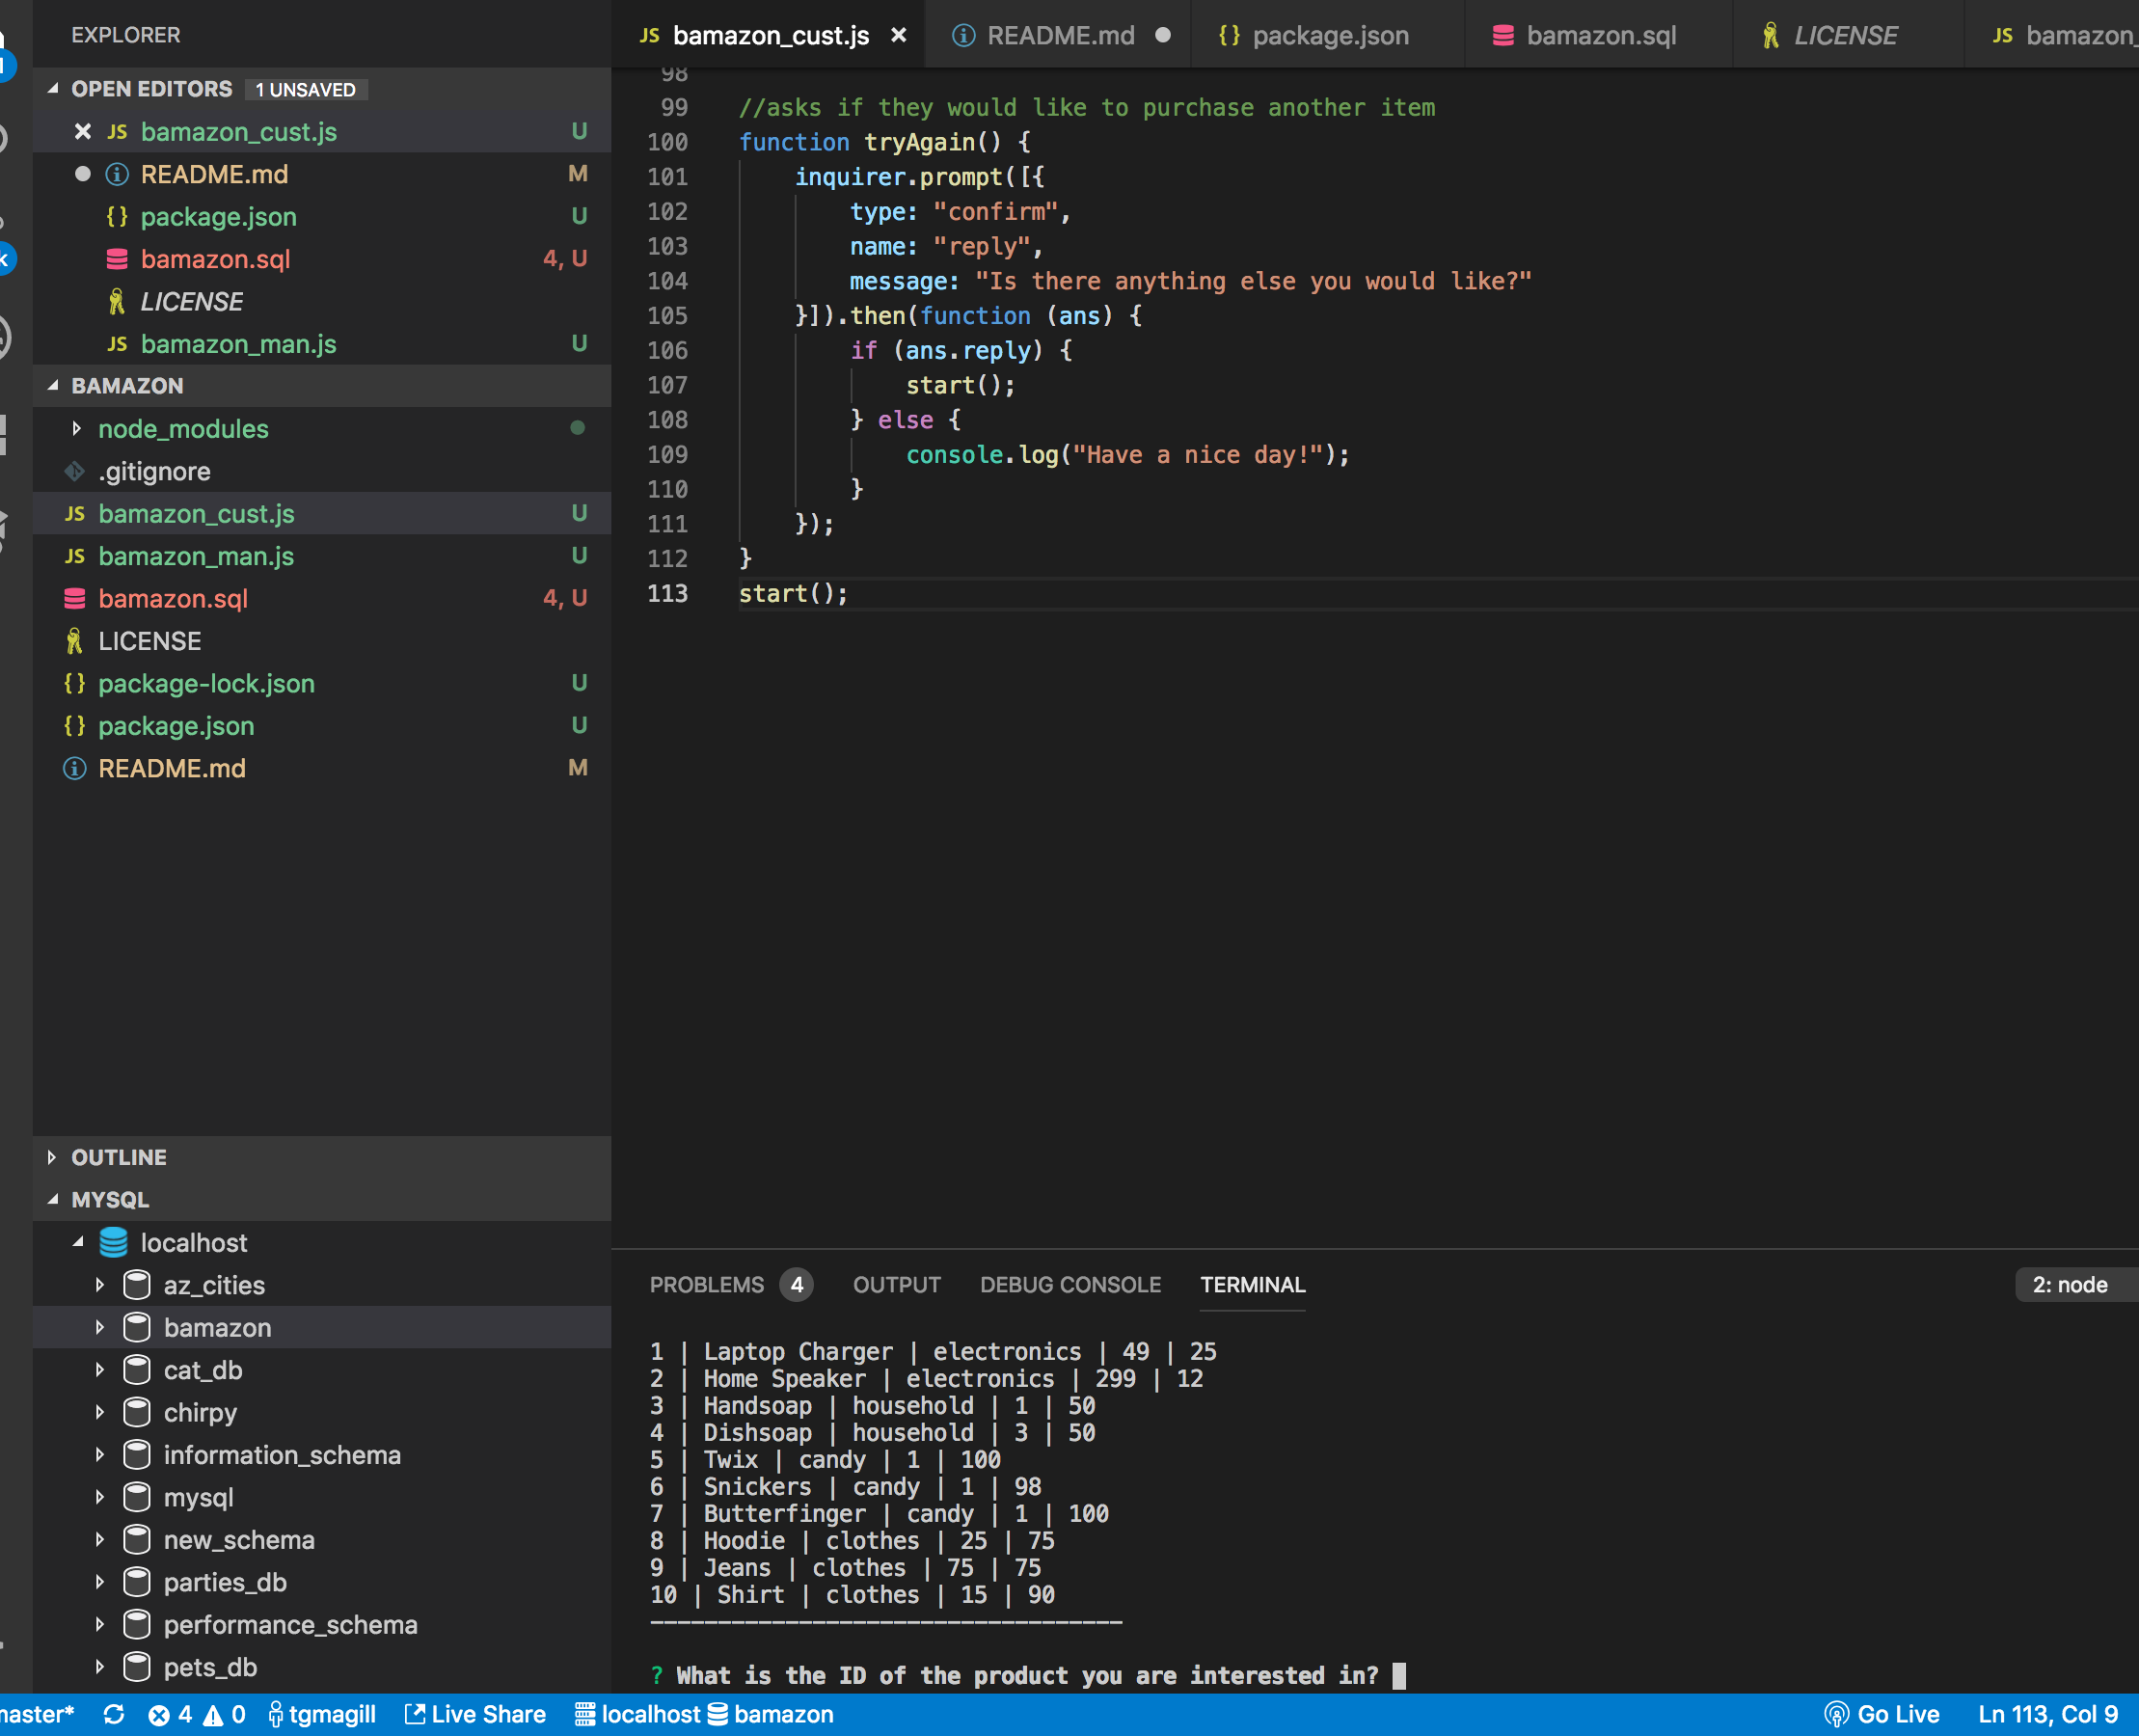 EXPLORER
OPEN EDITORS 1 UNSAVED
JS bamazon_cust.js U
README.md M
{} package.json U
bamazon.sql 4, U
LICENSE
JS bamazon_man.js U
BAMAZON
node_modules
.gitignore
JS bamazon_cust.js U
JS bamazon_man.js U
bamazon.sql 4, U
LICENSE
{} package-lock.json U
{} package.json U
README.md M
OUTLINE
MYSQL
localhost
az_cities
bamazon
cat_db
chirpy
information_schema
mysql
new_schema
parties_db
performance_schema
pets_db
JS bamazon_cust.js README.md {} package.json bamazon.sql LICENSE JS bamazon_
98
99 //asks if they would like to purchase another item
100 function tryAgain() {
101 inquirer.prompt([{
102 type: "confirm",
103 name: "reply",
104 message: "Is there anything else you would like?"
105 }]).then(function (ans) {
106 if (ans.reply) {
107 start();
108 } else {
109 console.log("Have a nice day!");
110 }
111 });
112 }
113 start();
PROBLEMS 4 OUTPUT DEBUG CONSOLE TERMINAL 2: node
1 | Laptop Charger | electronics | 49 | 25
2 | Home Speaker | electronics | 299 | 12
3 | Handsoap | household | 1 | 50
4 | Dishsoap | household | 3 | 50
5 | Twix | candy | 1 | 100
6 | Snickers | candy | 1 | 98
7 | Butterfinger | candy | 1 | 100
8 | Hoodie | clothes | 25 | 75
9 | Jeans | clothes | 75 | 75
10 | Shirt | clothes | 15 | 90
-----------------------------------
? What is the ID of the product you are interested in?
master* 4 0 tgmagill Live Share localhost bamazon Go Live Ln 113, Col 9